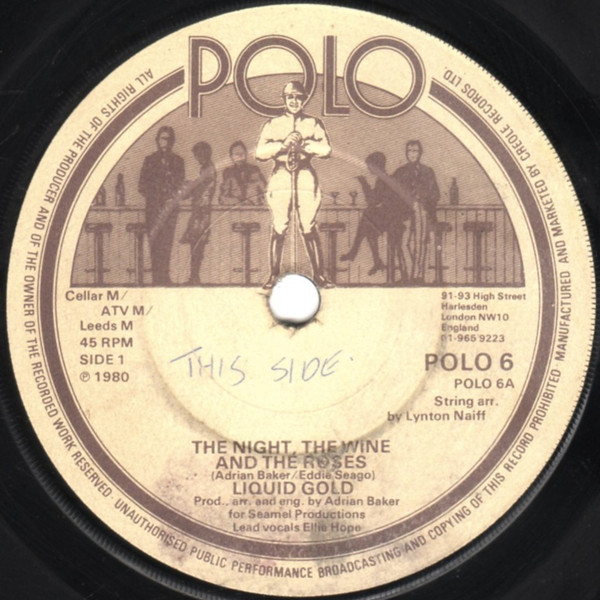 POLO
ALL RIGHTS OF THE PRODUCER AND OF THE OWNER OF THE RECORDED WORK RESERVED · UNAUTHORISED PUBLIC PERFORMANCE BROADCASTING AND COPYING OF THIS RECORD PROHIBITED MANUFACTURED AND MARKETED BY CREOLE RECORDS LTD.
Cellar M/
ATV M/
Leeds M
45 RPM
SIDE 1
℗ 1980
91-93 High Street
Harlesden
London NW10
England
01-965 9223
THIS SIDE.
POLO 6
POLO 6A
String arr.
by Lynton Naiff
THE NIGHT, THE WINE
AND THE ROSES
(Adrian Baker/Eddie Seago)
LIQUID GOLD
Prod., arr. and eng. by Adrian Baker
for Seamel Productions
Lead vocals Ellie Hope